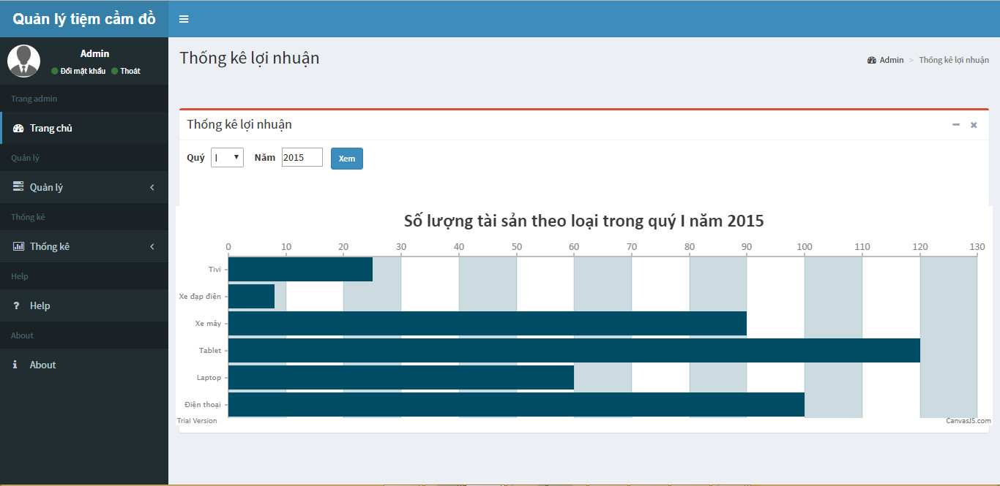 Quản lý tiệm cầm đồ
Admin
Đổi mật khẩu Thoát
Trang admin
Trang chủ
Quản lý
Quản lý
Thống kê
Thống kê
Help
? Help
About
i About
Thống kê lợi nhuận
Admin > Thống kê lợi nhuận
Thống kê lợi nhuận
Quý I Năm 2015 Xem
Số lượng tài sản theo loại trong quý I năm 2015
0 10 20 30 40 50 60 70 80 90 100 110 120 130
Tivi
Xe đạp điện
Xe máy
Tablet
Laptop
Điện thoại
Trial Version CanvasJS.com